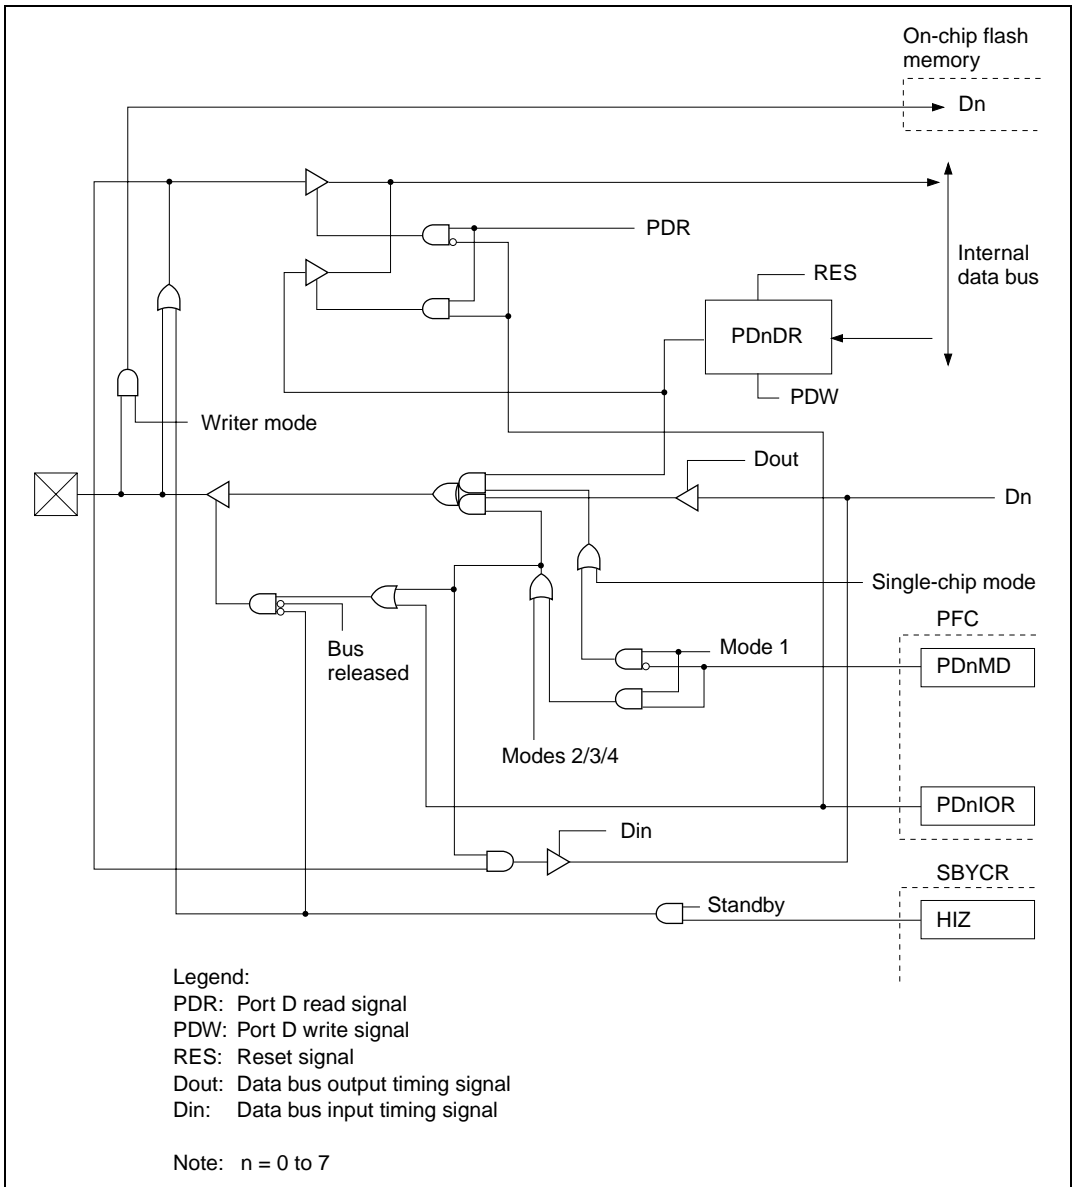 On-chip flash
memory
Dn
PDR
Internal
data bus
RES
PDnDR
PDW
Writer mode
Dout
Dn
Single-chip mode
PFC
Bus
released
Mode 1
PDnMD
Modes 2/3/4
PDnIOR
Din
SBYCR
Standby
HIZ
Legend:
PDR: Port D read signal
PDW: Port D write signal
RES: Reset signal
Dout: Data bus output timing signal
Din: Data bus input timing signal
Note: n = 0 to 7